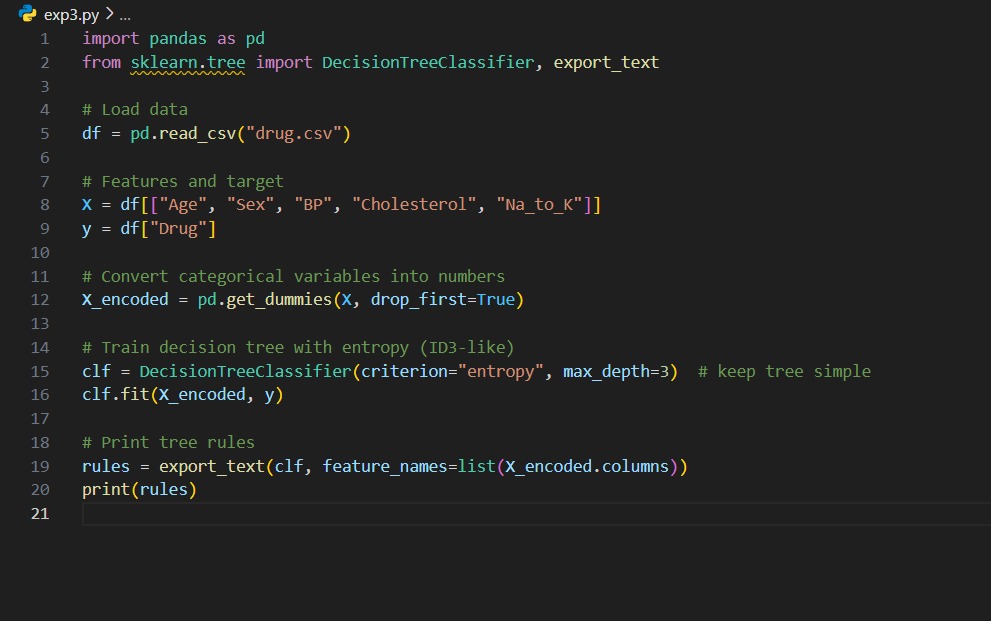 exp3.py > ...
1 import pandas as pd
2 from sklearn.tree import DecisionTreeClassifier, export_text
3
4 # Load data
5 df = pd.read_csv("drug.csv")
6
7 # Features and target
8 X = df[["Age", "Sex", "BP", "Cholesterol", "Na_to_K"]]
9 y = df["Drug"]
10
11 # Convert categorical variables into numbers
12 X_encoded = pd.get_dummies(X, drop_first=True)
13
14 # Train decision tree with entropy (ID3-like)
15 clf = DecisionTreeClassifier(criterion="entropy", max_depth=3)  # keep tree simple
16 clf.fit(X_encoded, y)
17
18 # Print tree rules
19 rules = export_text(clf, feature_names=list(X_encoded.columns))
20 print(rules)
21